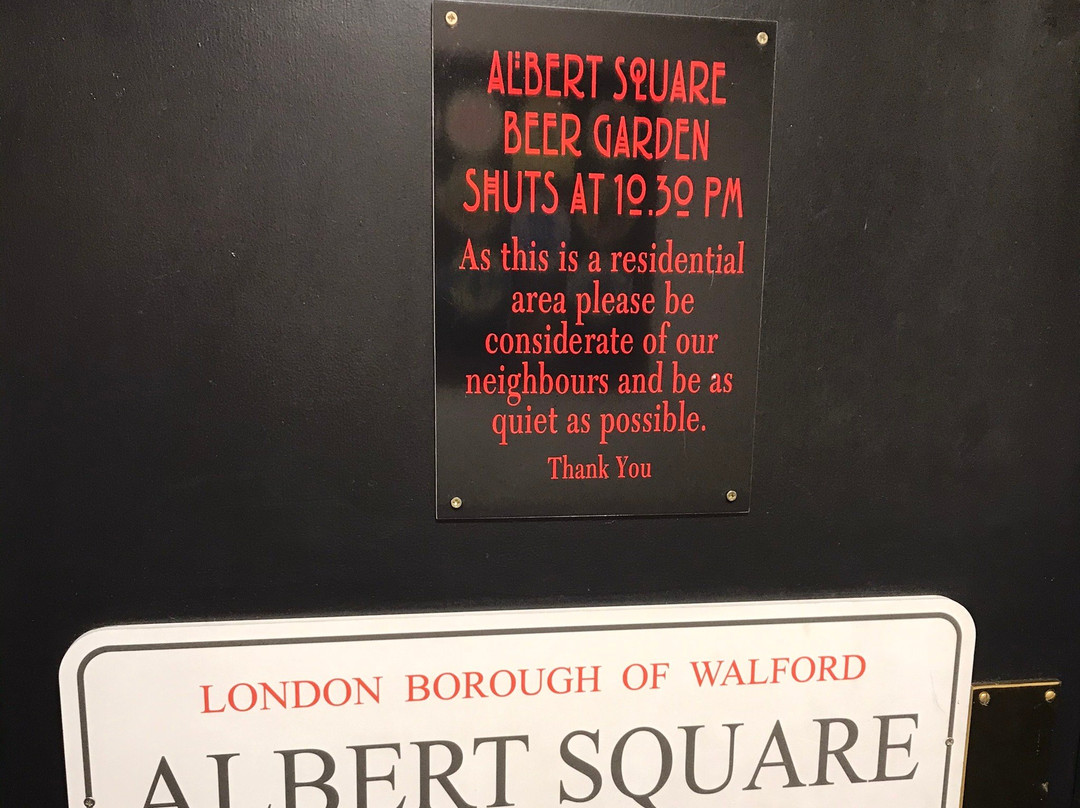 ALBERT SQUARE
BEER GARDEN
SHUTS AT 10.30 PM
As this is a residential
area please be
considerate of our
neighbours and be as
quiet as possible.
Thank You
LONDON BOROUGH OF WALFORD
ALBERT SQUARE